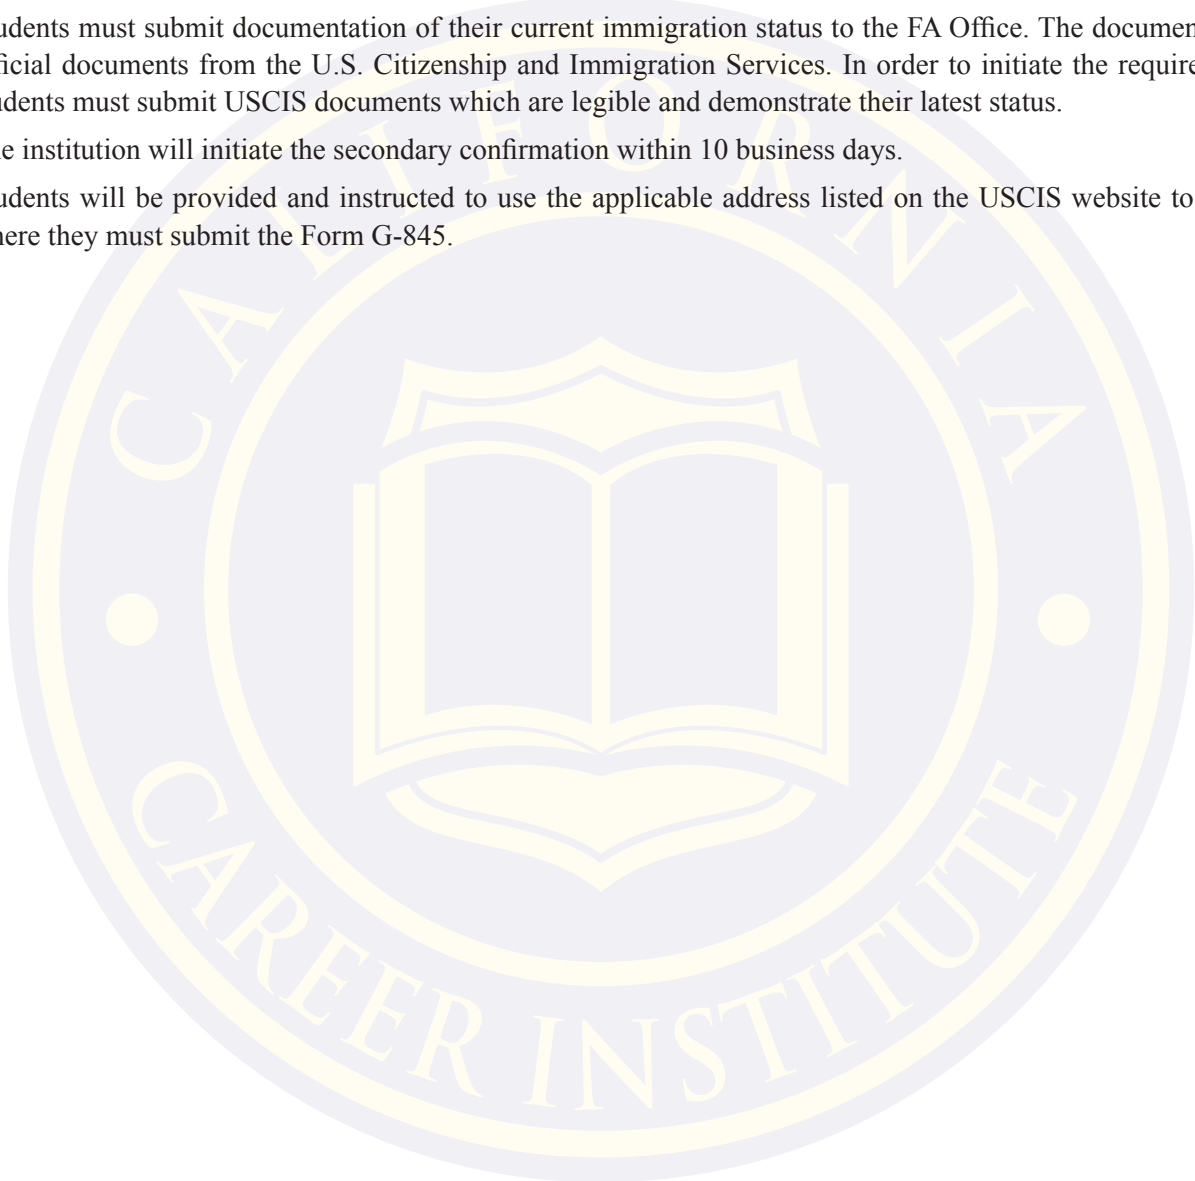 udents must submit documentation of their current immigration status to the FA Office. The documen
ficial documents from the U.S. Citizenship and Immigration Services. In order to initiate the require
udents must submit USCIS documents which are legible and demonstrate their latest status.
e institution will initiate the secondary confirmation within 10 business days.
udents will be provided and instructed to use the applicable address listed on the USCIS website to
here they must submit the Form G-845.
CALIFORNIA
CAREER INSTITUTE